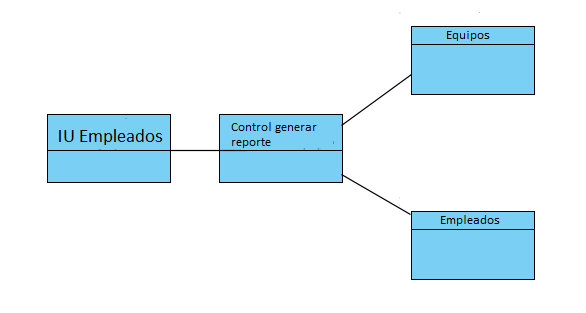 Equipos
IU Empleados
Control generar
reporte
Empleados